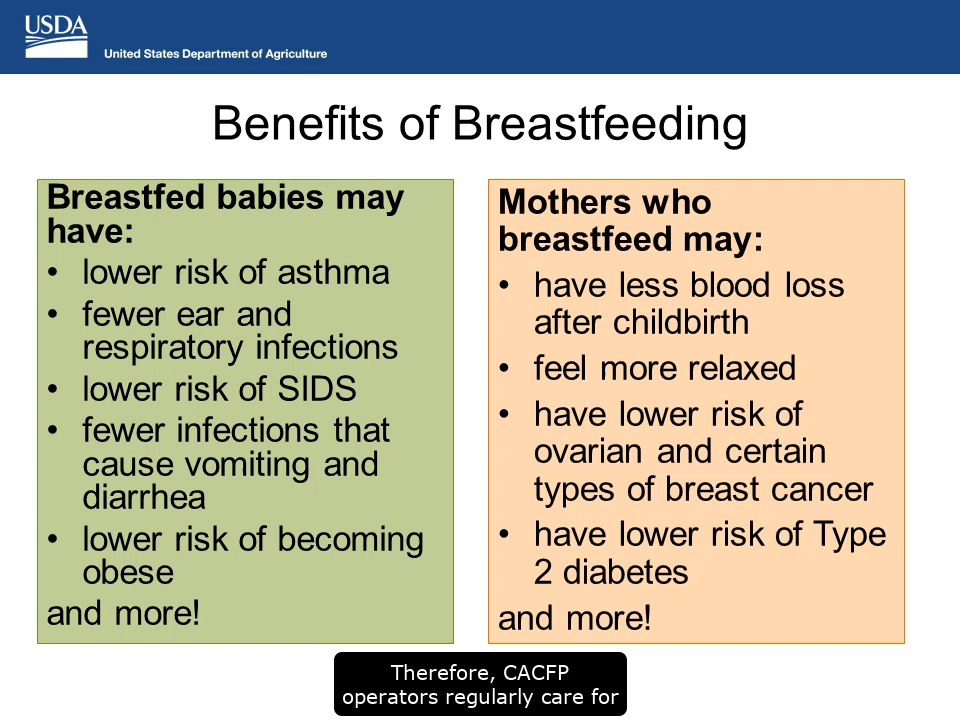 USDA
United States Department of Agriculture
Benefits of Breastfeeding
Breastfed babies may
have:
• lower risk of asthma
• fewer ear and
respiratory infections
• lower risk of SIDS
• fewer infections that
cause vomiting and
diarrhea
• lower risk of becoming
obese
and more!
Mothers who
breastfeed may:
• have less blood loss
after childbirth
• feel more relaxed
• have lower risk of
ovarian and certain
types of breast cancer
• have lower risk of Type
2 diabetes
and more!
Therefore, CACFP
operators regularly care for